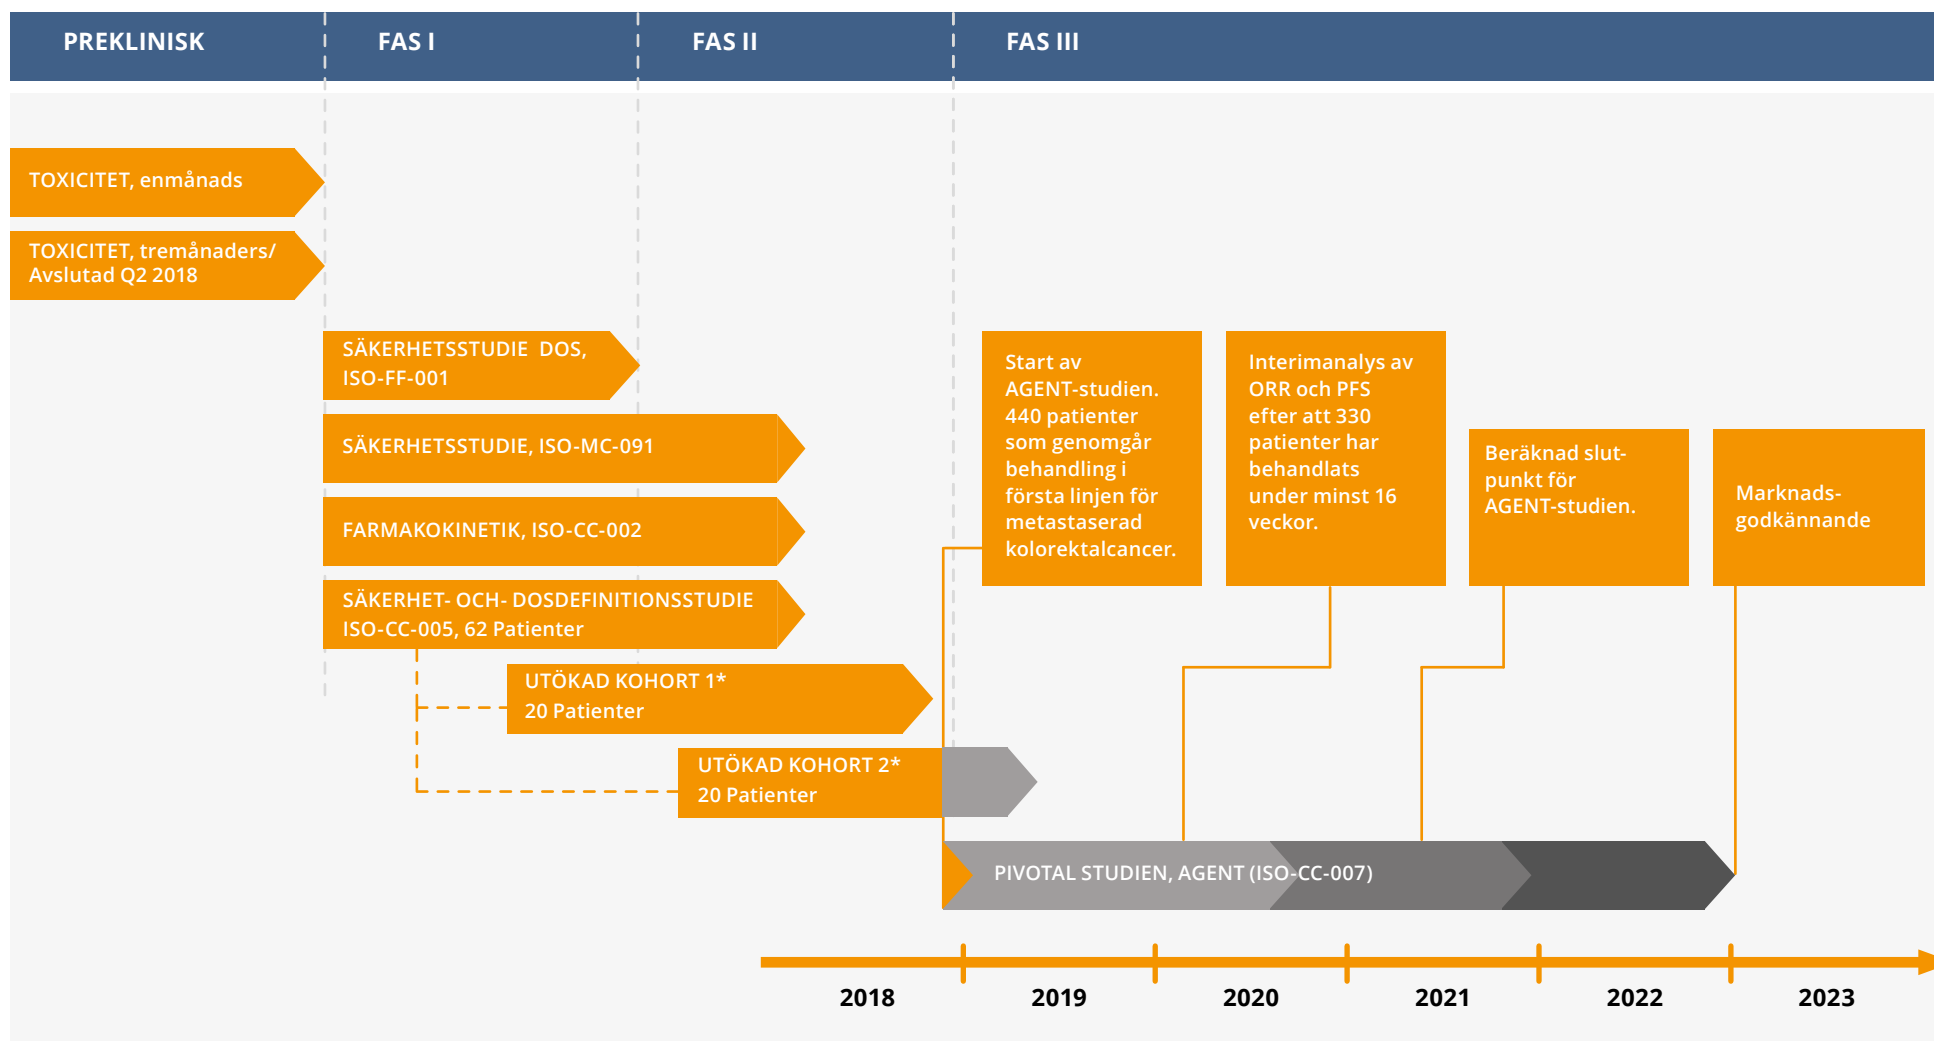 PREKLINISK
FAS I
FAS II
FAS III
TOXICITET, enmånads
TOXICITET, tremånaders/
Avslutad Q2 2018
SÄKERHETSSTUDIE  DOS,
ISO-FF-001
SÄKERHETSSTUDIE, ISO-MC-091
FARMAKOKINETIK, ISO-CC-002
SÄKERHET- OCH- DOSDEFINITIONSSTUDIE
ISO-CC-005, 62 Patienter
UTÖKAD KOHORT 1*
20 Patienter
UTÖKAD KOHORT 2*
20 Patienter
Start av
AGENT-studien.
440 patienter
som genomgår
behandling i
första linjen för
metastaserad
kolorektalcancer.
Interimanalys av
ORR och PFS
efter att 330
patienter har
behandlats
under minst 16
veckor.
Beräknad slut-
punkt för
AGENT-studien.
Marknads-
godkännande
PIVOTAL STUDIEN, AGENT (ISO-CC-007)
2018
2019
2020
2021
2022
2023